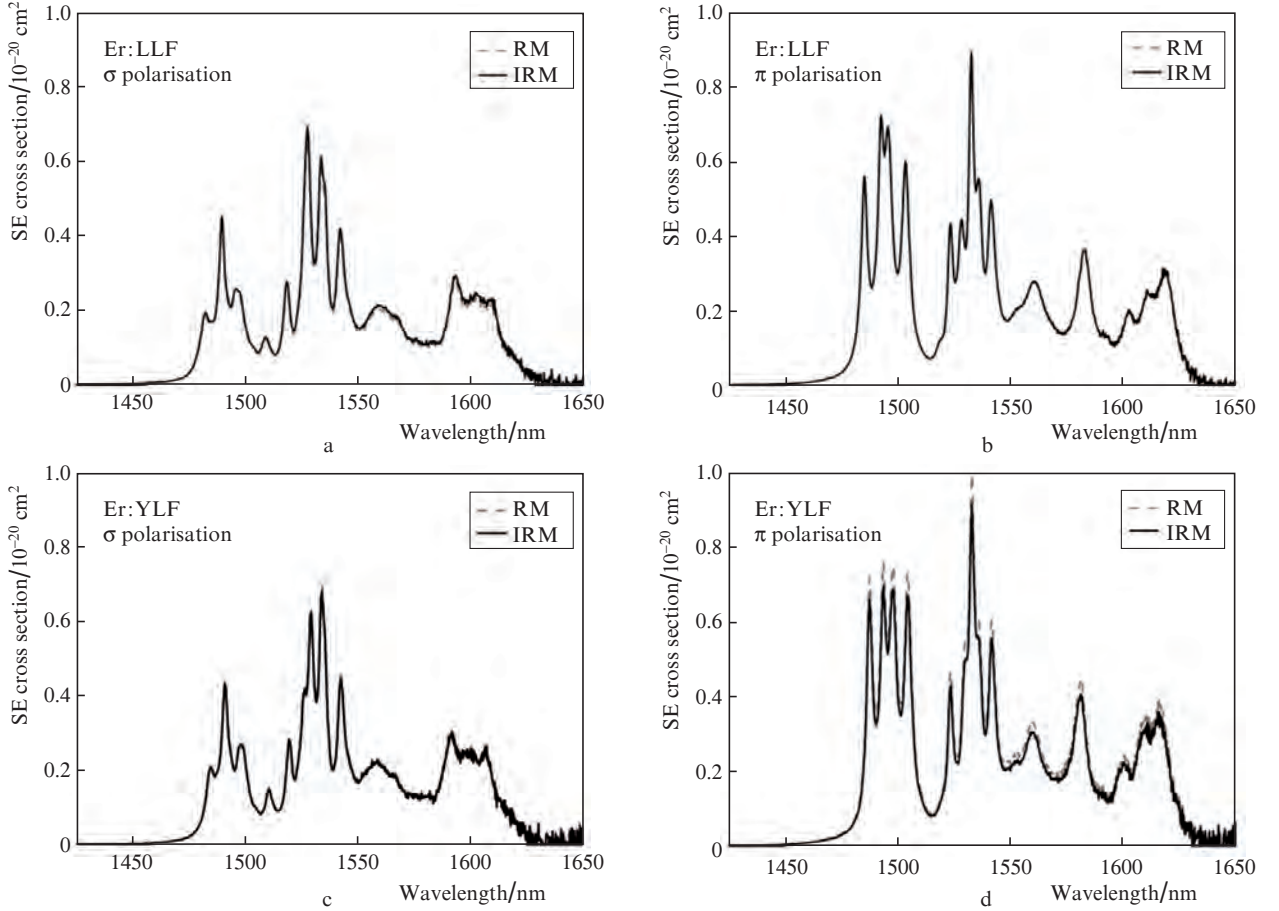 SE cross section/10⁻²⁰ cm²
1.0
0.8
0.6
0.4
0.2
0
Er:LLF
σ polarisation
RM
IRM
1450 1500 1550 1600 1650
Wavelength/nm
a
SE cross section/10⁻²⁰ cm²
1.0
0.8
0.6
0.4
0.2
0
Er:LLF
π polarisation
RM
IRM
1450 1500 1550 1600 1650
Wavelength/nm
b
SE cross section/10⁻²⁰ cm²
1.0
0.8
0.6
0.4
0.2
0
Er:YLF
σ polarisation
RM
IRM
1450 1500 1550 1600 1650
Wavelength/nm
c
SE cross section/10⁻²⁰ cm²
1.0
0.8
0.6
0.4
0.2
0
Er:YLF
π polarisation
RM
IRM
1450 1500 1550 1600 1650
Wavelength/nm
d